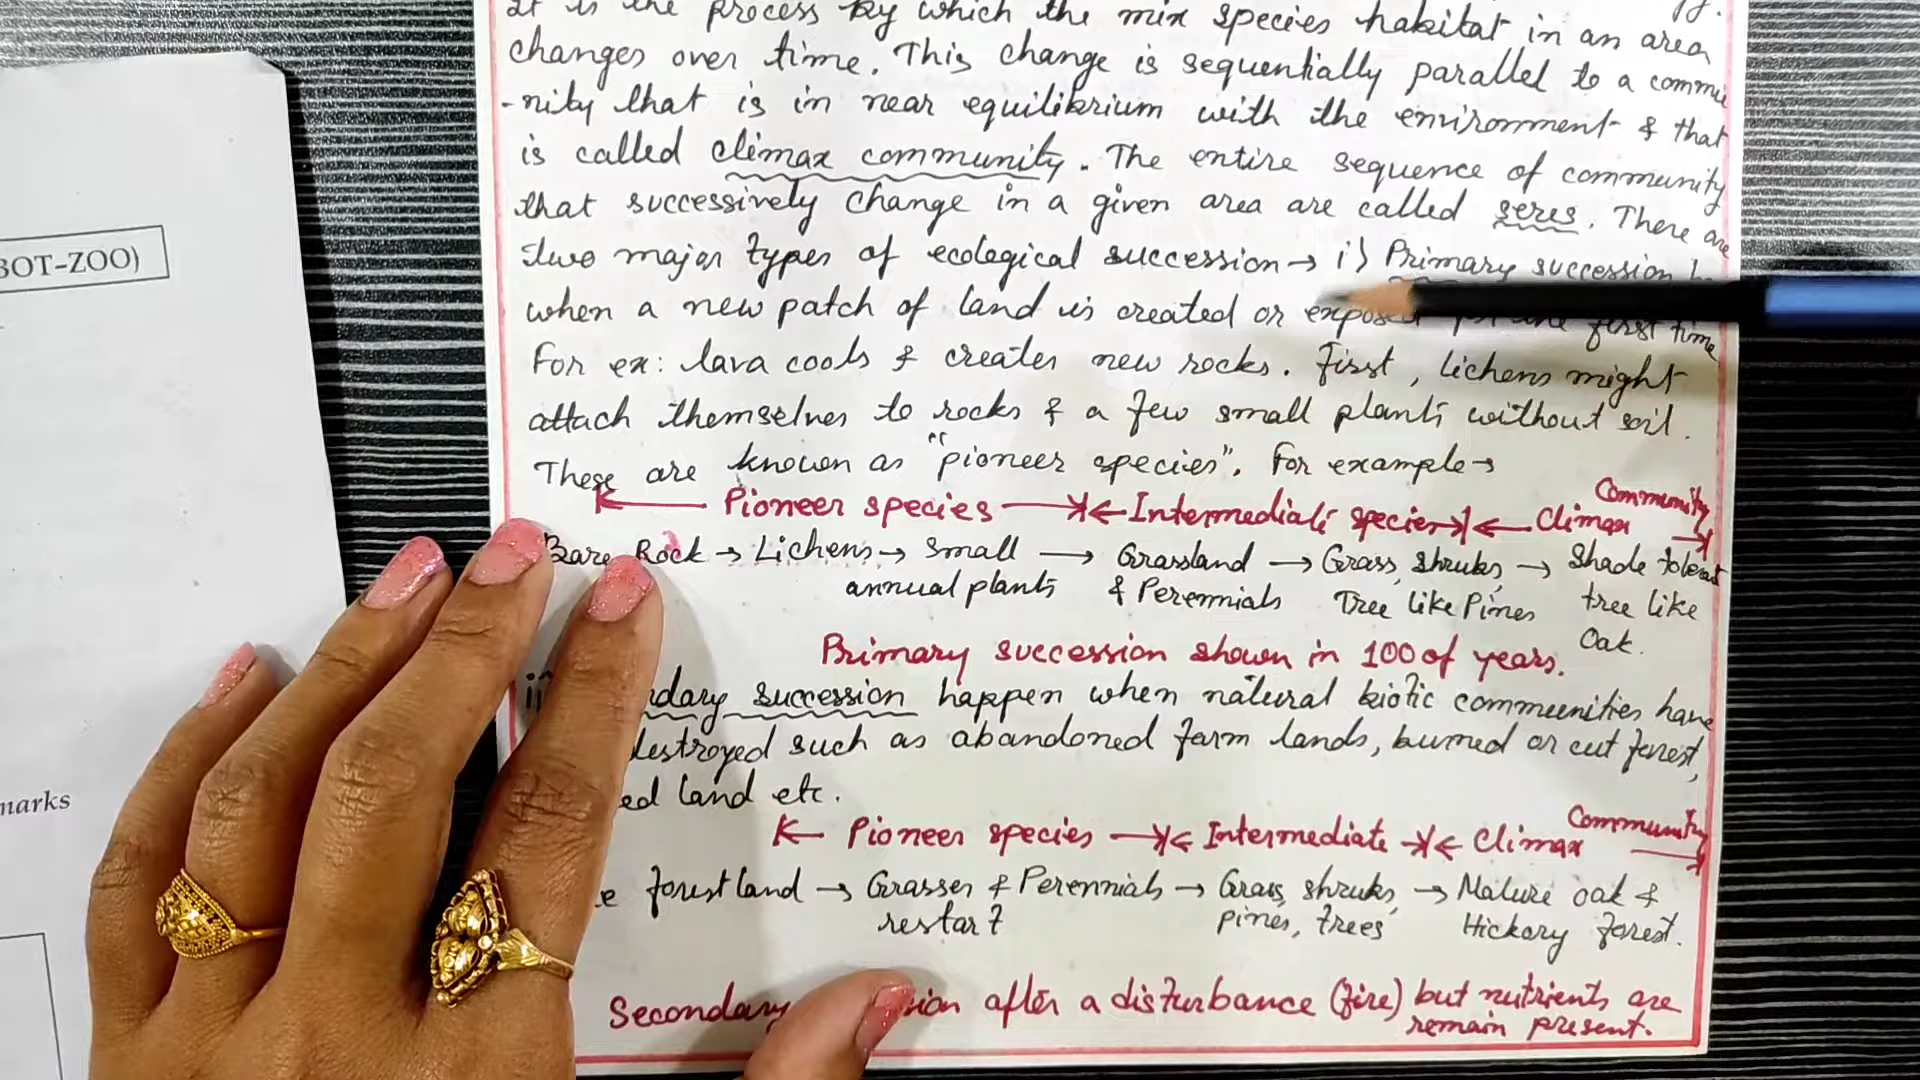 It is the process by which the mix species habitat in an area
changes over time. This change is sequentially parallel to a commu
-nity that is in near equilibrium with the environment & that
is called climax community. The entire sequence of community
that successively change in a given area are called seres. There are
two major types of ecological succession → i) Primary succession
when a new patch of land is created or exposed first time
For ex: lava cools & creates new rocks. First, lichens might
attach themselves to rocks & a few small plants without soil.
These are known as "pioneer species". For example →
Pioneer species Intermediate species Climax Community
Bare Rock → Lichens → Small annual plants → Grassland & Perennials → Grass, shrubs, Tree like Pines → Shade tolerant tree like Oak.
Primary succession shown in 100 of years.
dary succession happen when natural biotic communities have
destroyed such as abandoned farm lands, burned or cut forest,
ed land etc.
Pioneer species Intermediate Climax Community
forest land → Grasses & Perennials restart → Grass, shrubs, pines, trees → Mature oak & Hickory forest.
Secondary after a disturbance (fire) but nutrients are
remain present.
BOT-ZOO)
marks